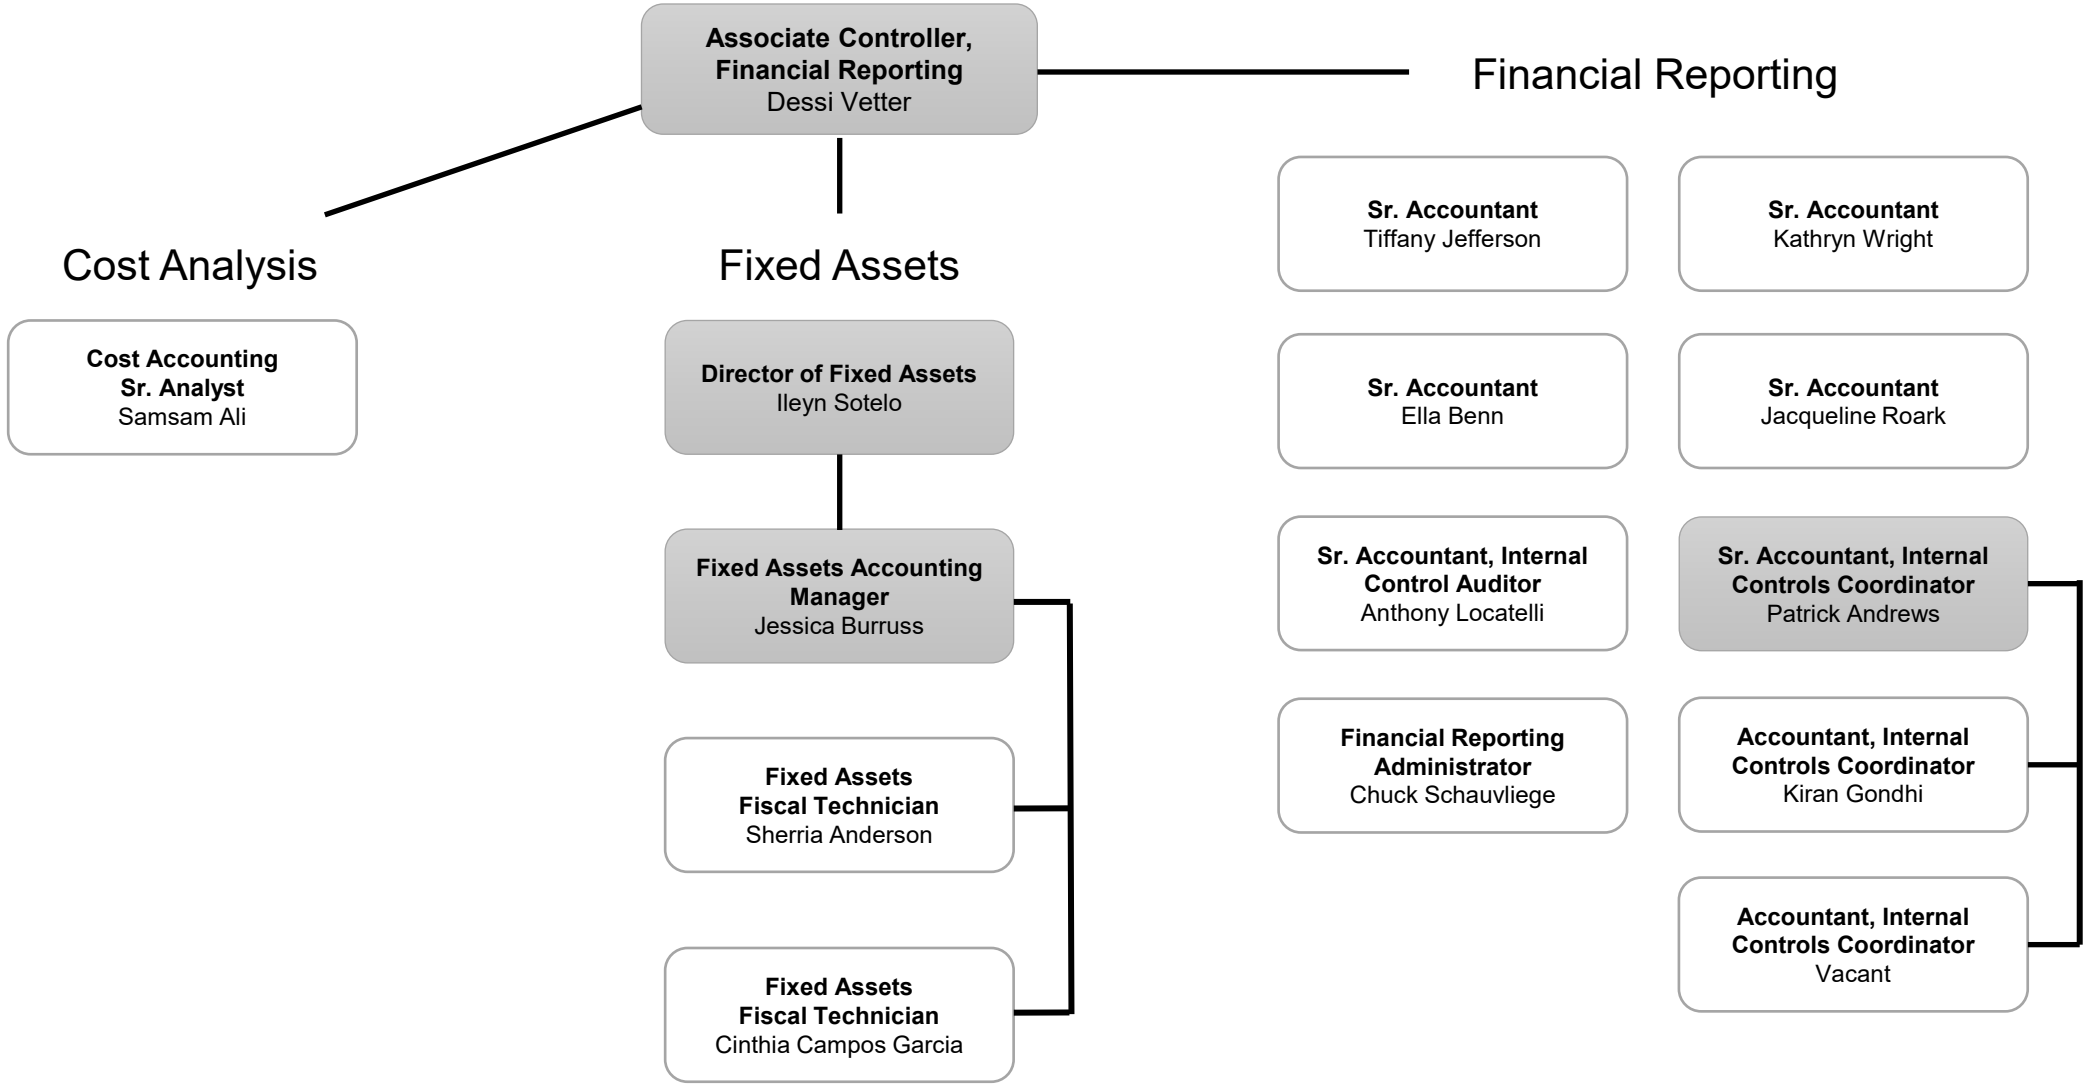 Associate Controller,
Financial Reporting
Dessi Vetter
Cost Analysis
Cost Accounting
Sr. Analyst
Samsam Ali
Fixed Assets
Director of Fixed Assets
Ileyn Sotelo
Fixed Assets Accounting
Manager
Jessica Burruss
Fixed Assets
Fiscal Technician
Sherria Anderson
Fixed Assets
Fiscal Technician
Cinthia Campos Garcia
Financial Reporting
Sr. Accountant
Tiffany Jefferson
Sr. Accountant
Kathryn Wright
Sr. Accountant
Ella Benn
Sr. Accountant
Jacqueline Roark
Sr. Accountant, Internal
Control Auditor
Anthony Locatelli
Sr. Accountant, Internal
Controls Coordinator
Patrick Andrews
Financial Reporting
Administrator
Chuck Schauvliege
Accountant, Internal
Controls Coordinator
Kiran Gondhi
Accountant, Internal
Controls Coordinator
Vacant